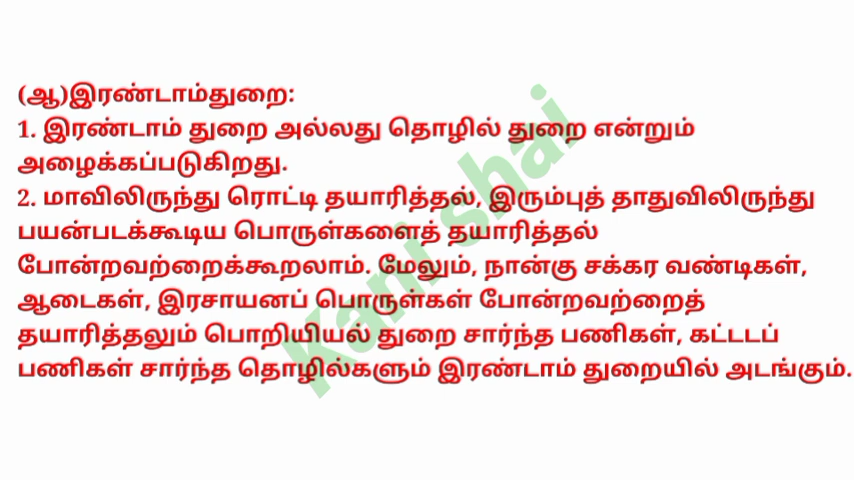 (ஆ)இரண்டாம்துறை:
1. இரண்டாம் துறை அல்லது தொழில் துறை என்றும்
அழைக்கப்படுகிறது.
2. மாவிலிருந்து ரொட்டி தயாரித்தல், இரும்புத் தாதுவிலிருந்து
பயன்படக்கூடிய பொருள்களைத் தயாரித்தல்
போன்றவற்றைக்கூறலாம். மேலும், நான்கு சக்கர வண்டிகள்,
ஆடைகள், இரசாயனப் பொருள்கள் போன்றவற்றைத்
தயாரித்தலும் பொறியியல் துறை சார்ந்த பணிகள், கட்டடப்
பணிகள் சார்ந்த தொழில்களும் இரண்டாம் துறையில் அடங்கும்.
Kani shai